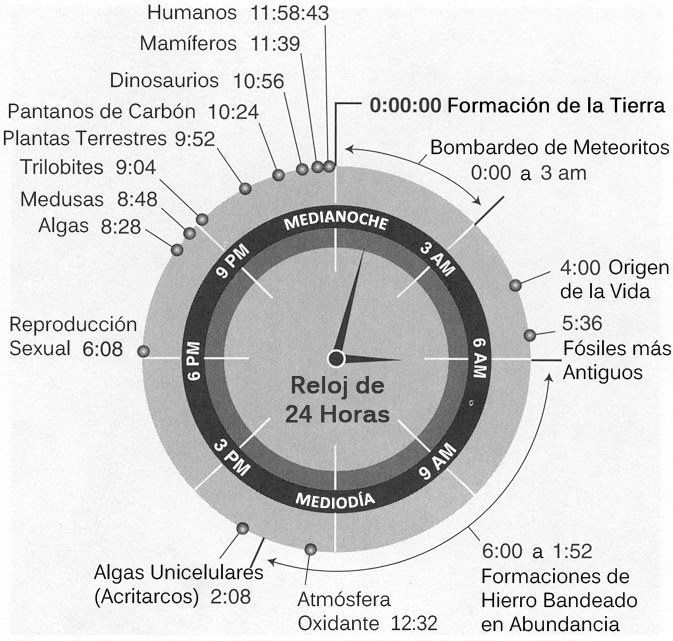 Humanos 11:58:43
Mamíferos 11:39
Dinosaurios 10:56
Pantanos de Carbón 10:24
Plantas Terrestres 9:52
Trilobites 9:04
Medusas 8:48
Algas 8:28
Reproducción
Sexual 6:08
0:00:00 Formación de la Tierra
Bombardeo de Meteoritos
0:00 a 3 am
4:00 Origen
de la Vida
5:36
Fósiles más
Antiguos
MEDIANOCHE
3 AM
6 AM
9 AM
MEDIODÍA
3 PM
6 PM
9 PM
Reloj de
24 Horas
6:00 a 1:52
Formaciones de
Hierro Bandeado
en Abundancia
Algas Unicelulares
(Acritarcos) 2:08
Atmósfera
Oxidante 12:32